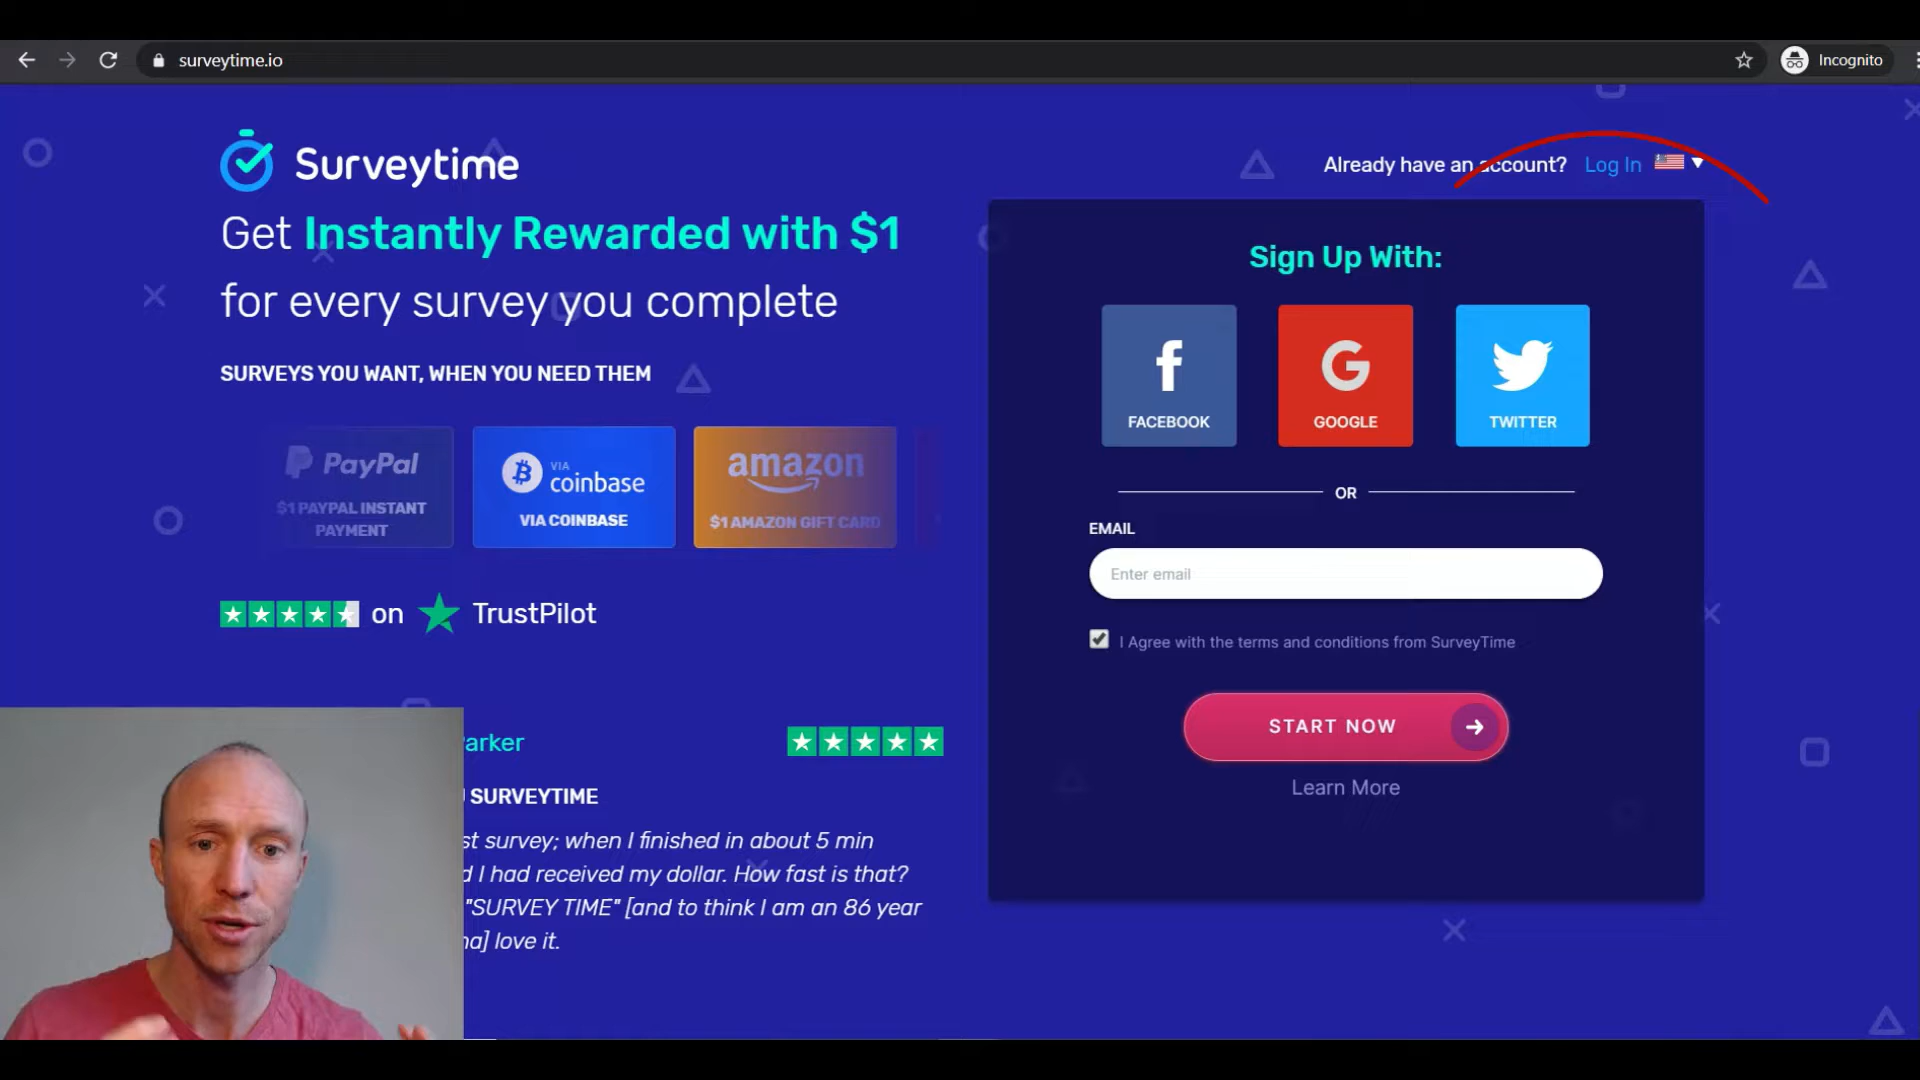 surveytime.io
Incognito
Surveytime
Already have an account? Log In
Get Instantly Rewarded with $1
for every survey you complete
SURVEYS YOU WANT, WHEN YOU NEED THEM
PayPal
$1 PAYPAL INSTANT
PAYMENT
VIA
coinbase
VIA COINBASE
amazon
$1 AMAZON GIFT CARD
on TrustPilot
arker
SURVEYTIME
st survey; when I finished in about 5 min
d I had received my dollar. How fast is that?
"SURVEY TIME" [and to think I am an 86 year
na] love it.
Sign Up With:
FACEBOOK
GOOGLE
TWITTER
OR
EMAIL
Enter email
I Agree with the terms and conditions from SurveyTime
START NOW
Learn More